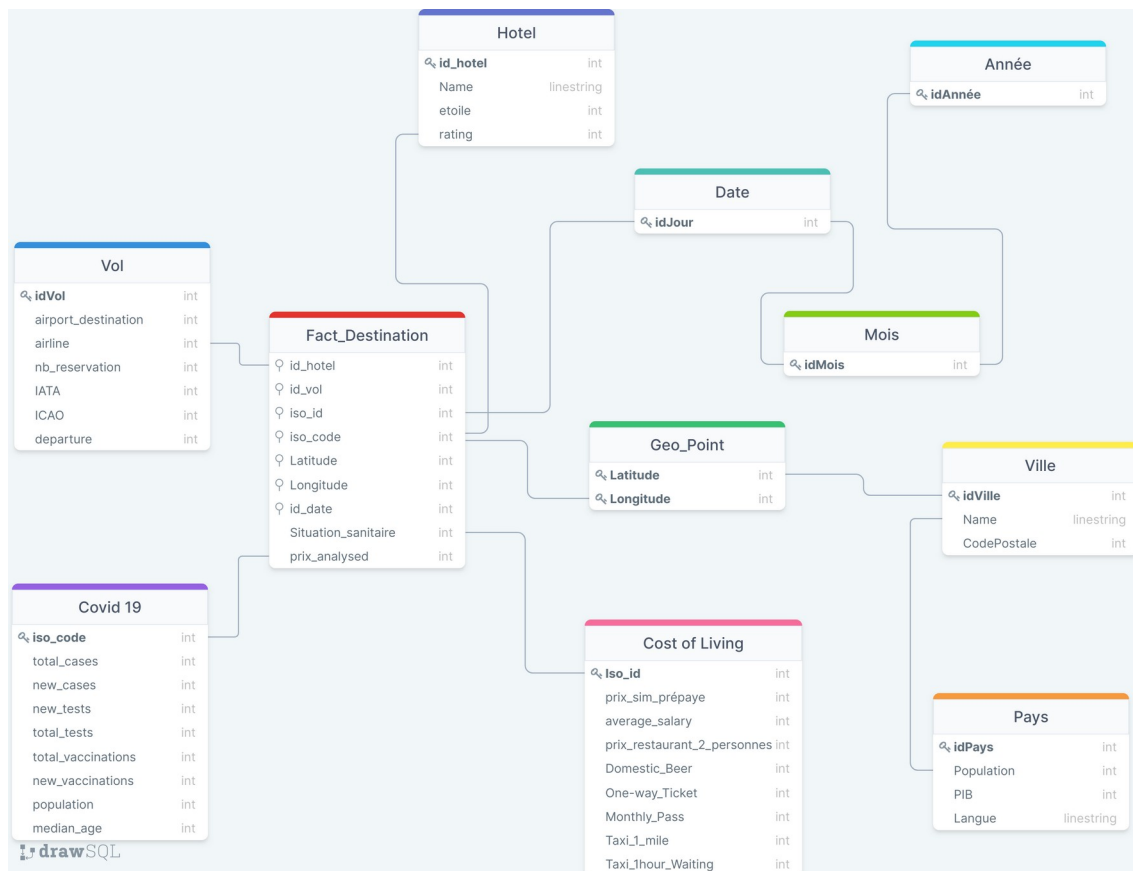 Hotel
id_hotel int
Name linestring
etoile int
rating int
Année
idAnnée int
Date
idJour int
Vol
idVol int
airport_destination int
airline int
nb_reservation int
IATA int
ICAO int
departure int
Fact_Destination
id_hotel int
id_vol int
iso_id int
iso_code int
Latitude int
Longitude int
id_date int
Situation_sanitaire int
prix_analysed int
Mois
idMois int
Geo_Point
Latitude int
Longitude int
Ville
idVille int
Name linestring
CodePostale int
Covid 19
iso_code int
total_cases int
new_cases int
new_tests int
total_tests int
total_vaccinations int
new_vaccinations int
population int
median_age int
Cost of Living
Iso_id int
prix_sim_prépaye int
average_salary int
prix_restaurant_2_personnes int
Domestic_Beer int
One-way_Ticket int
Monthly_Pass int
Taxi_1_mile int
Taxi_1hour_Waiting int
Pays
idPays int
Population int
PIB int
Langue linestring
drawSQL